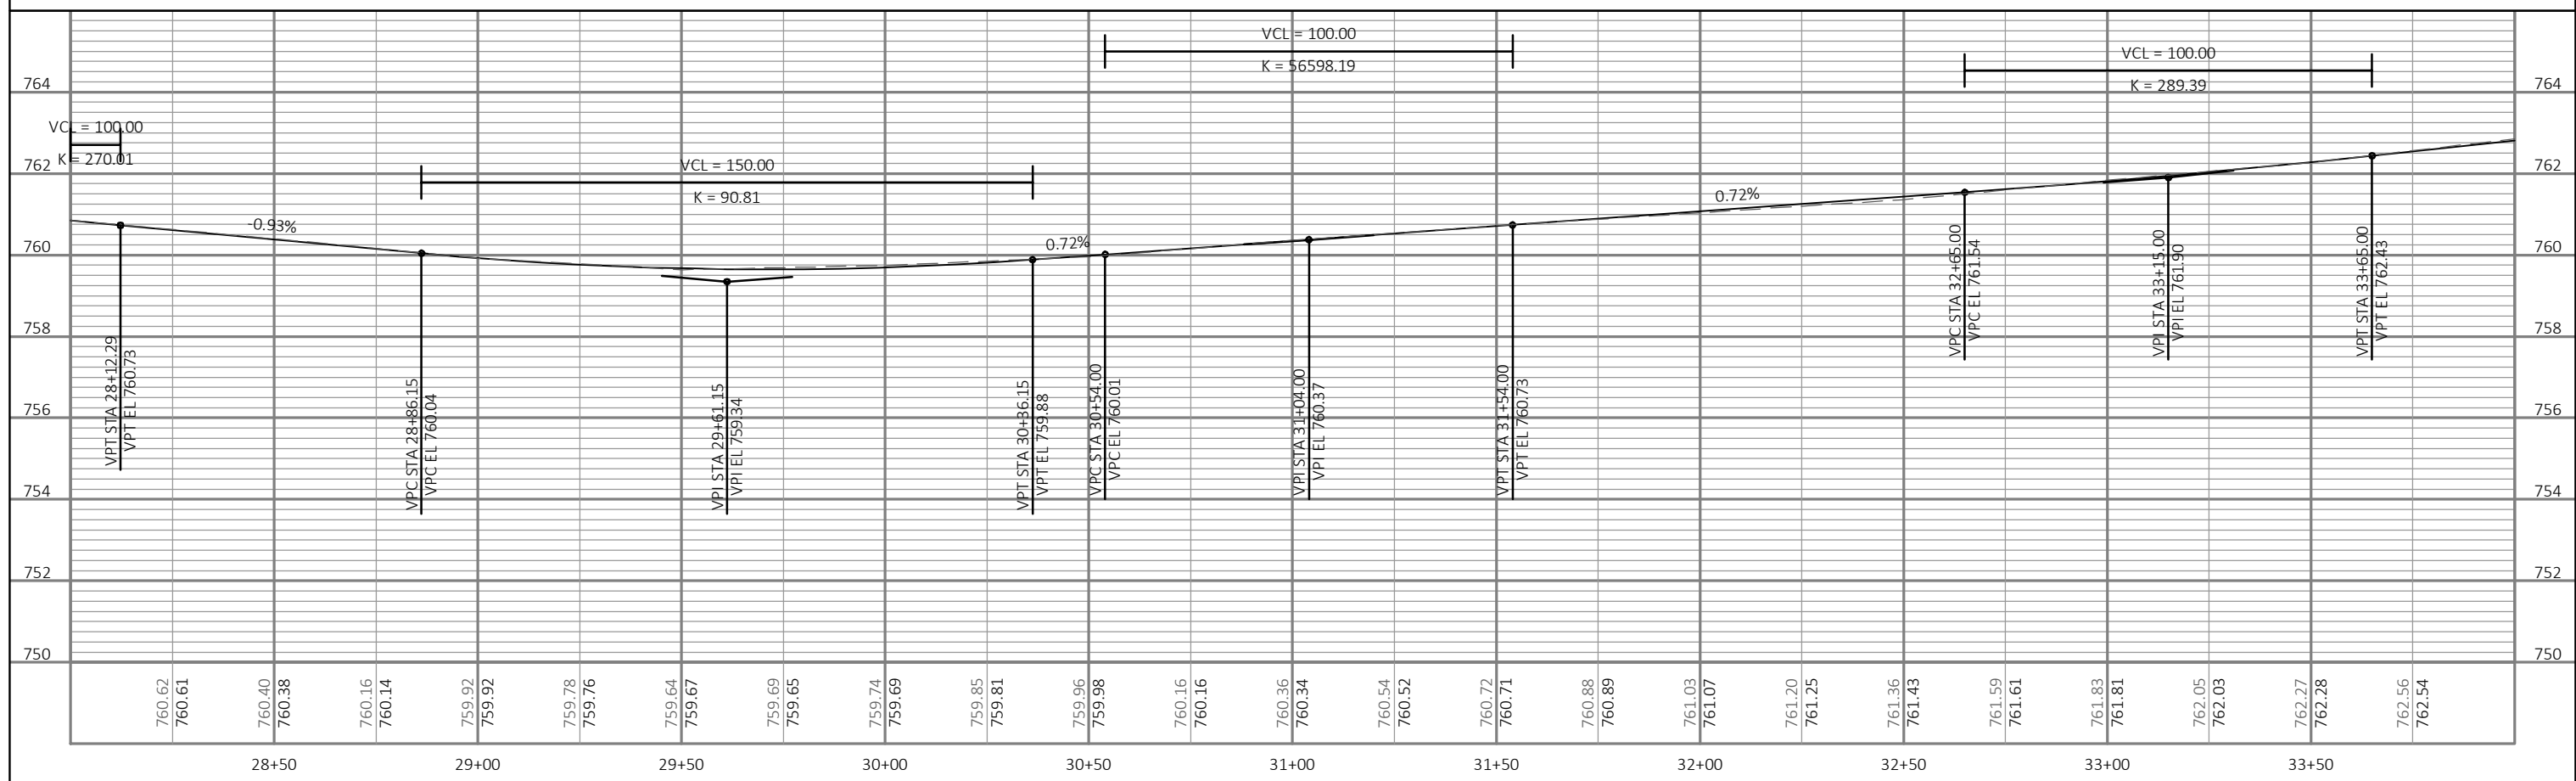 VCL = 100.00
K = 56598.19
VCL = 100.00
K = 289.39
764
764
VCL = 100.00
K = 270.01
762
762
VCL = 150.00
K = 90.81
-0.93%
0.72%
0.72%
760
760
758
758
756
756
754
754
752
752
750
750
VPT STA 28+12.29
VPT EL 760.73
VPC STA 28+86.15
VPC EL 760.04
VPI STA 29+61.15
VPI EL 759.34
VPT STA 30+36.15
VPT EL 759.88
VPC STA 30+54.00
VPC EL 760.01
VPI STA 31+04.00
VPI EL 760.37
VPT STA 31+54.00
VPT EL 760.73
VPC STA 32+65.00
VPC EL 761.54
VPI STA 33+15.00
VPI EL 761.90
VPT STA 33+65.00
VPT EL 762.43
760.62
760.61
760.40
760.38
760.16
760.14
759.92
759.92
759.78
759.76
759.64
759.67
759.69
759.65
759.74
759.69
759.85
759.81
759.96
759.98
760.16
760.16
760.36
760.34
760.54
760.52
760.72
760.71
760.88
760.89
761.03
761.07
761.20
761.25
761.36
761.43
761.59
761.61
761.83
761.81
762.05
762.03
762.27
762.28
762.56
762.54
28+50
29+00
29+50
30+00
30+50
31+00
31+50
32+00
32+50
33+00
33+50